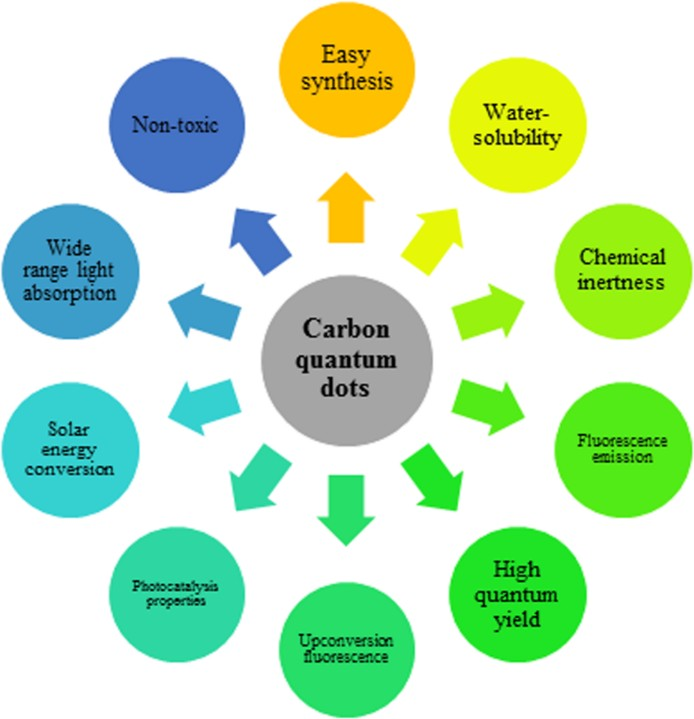 Easy
synthesis
Water-
solubility
Chemical
inertness
Fluorescence
emission
High
quantum
yield
Upconversion
fluorescence
Photocatalysis
properties
Solar
energy
conversion
Wide
range light
absorption
Non-toxic
Carbon
quantum
dots